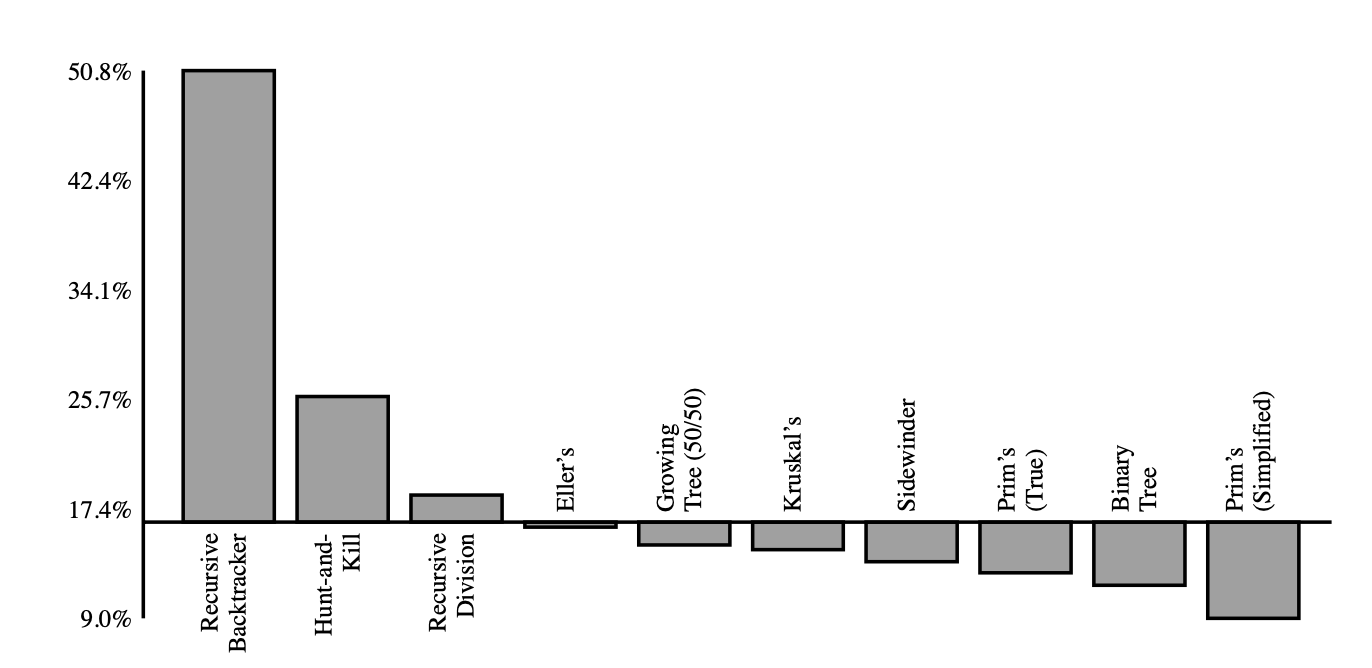 50.8%
42.4%
34.1%
25.7%
17.4%
9.0%
Recursive
Backtracker
Hunt-and-
Kill
Recursive
Division
Eller’s
Growing
Tree (50/50)
Kruskal’s
Sidewinder
Prim’s
(True)
Binary
Tree
Prim’s
(Simplified)